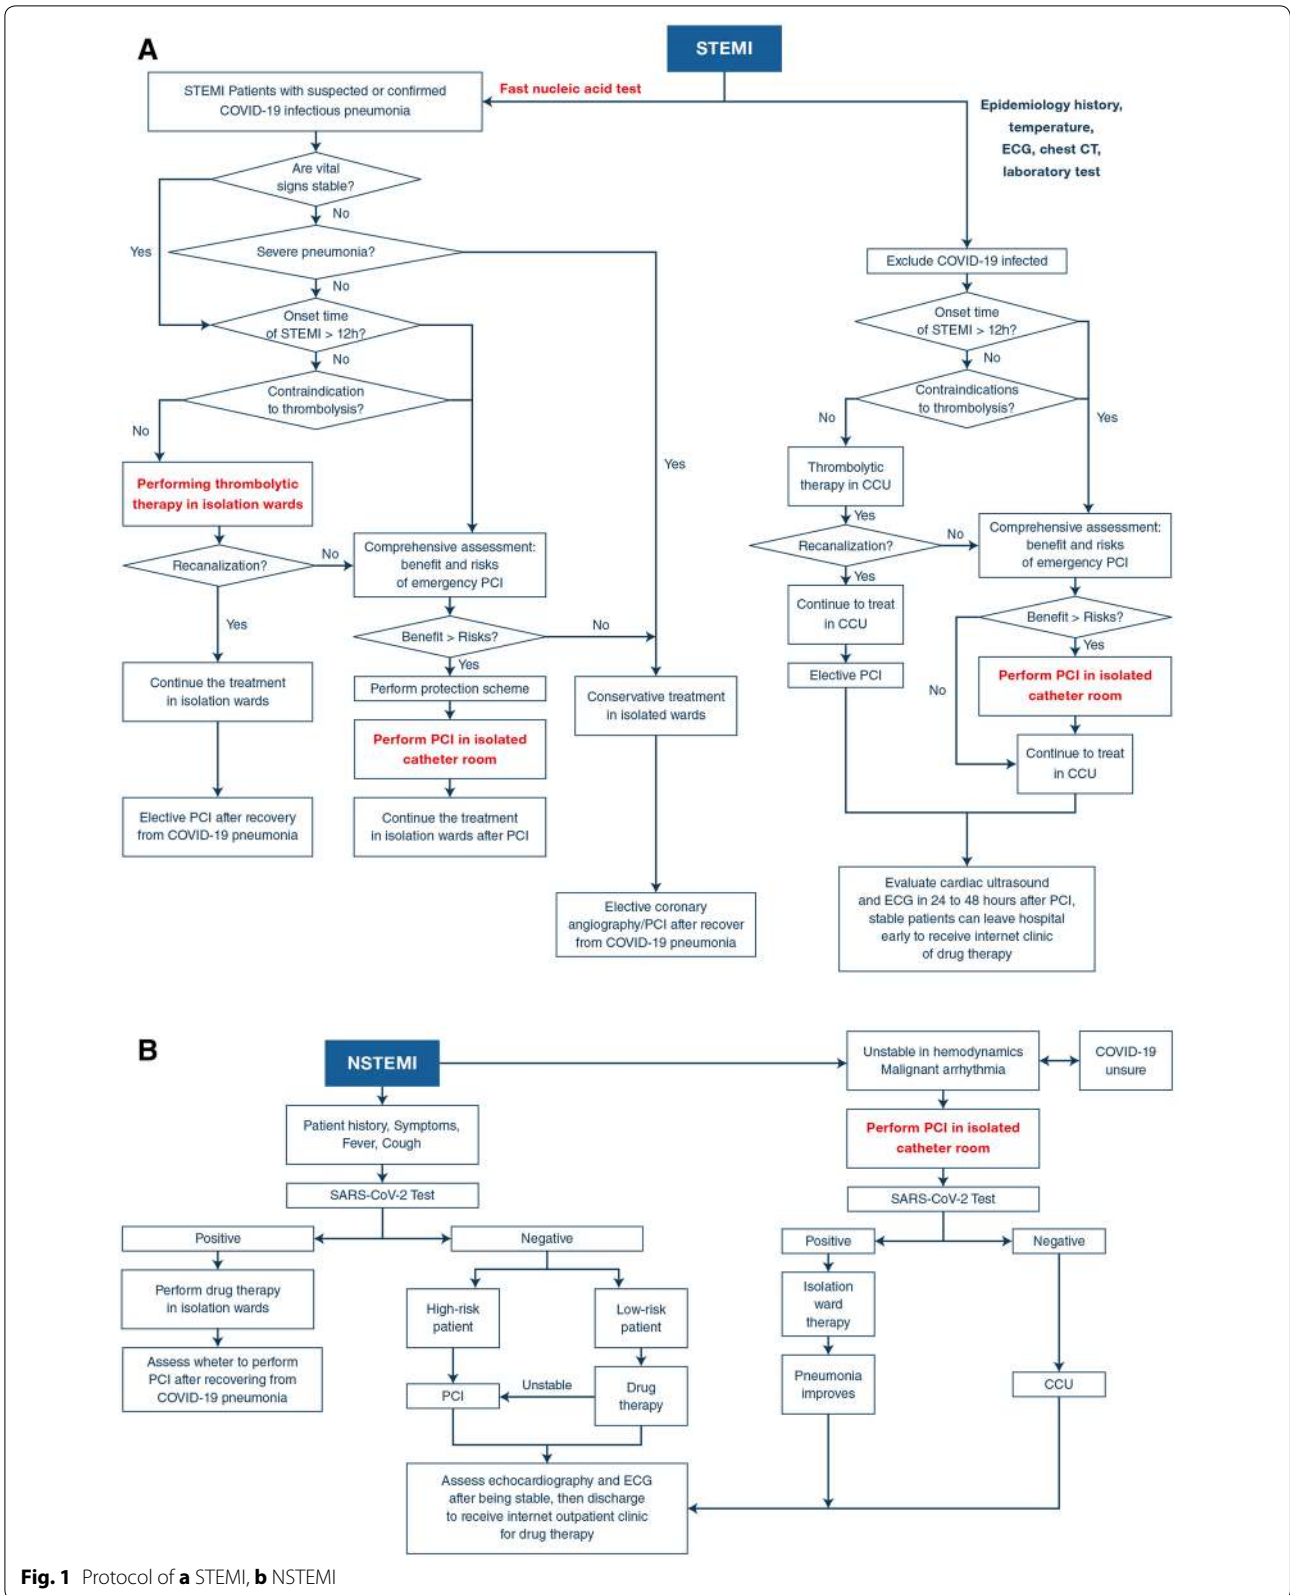 A
STEMI
STEMI Patients with suspected or confirmed
COVID-19 infectious pneumonia
Fast nucleic acid test
Epidemiology history,
temperature,
ECG, chest CT,
laboratory test
Are vital
signs stable?
No
Yes
Severe pneumonia?
No
Onset time
of STEMI > 12h?
No
Contraindication
to thrombolysis?
No
Yes
Performing thrombolytic
therapy in isolation wards
Recanalization?
No
Yes
Continue the treatment
in isolation wards
Elective PCI after recovery
from COVID-19 pneumonia
Comprehensive assessment:
benefit and risks
of emergency PCI
Benefit > Risks?
No
Yes
Perform protection scheme
Perform PCI in isolated
catheter room
Continue the treatment
in isolation wards after PCI
Conservative treatment
in isolated wards
Elective coronary
angiography/PCI after recover
from COVID-19 pneumonia
Exclude COVID-19 infected
Onset time
of STEMI > 12h?
No
Contraindications
to thrombolysis?
No
Yes
Thrombolytic
therapy in CCU
Yes
Recanalization?
No
Yes
Continue to treat
in CCU
Elective PCI
Comprehensive assessment:
benefit and risks
of emergency PCI
Benefit > Risks?
Yes
No
Perform PCI in isolated
catheter room
Continue to treat
in CCU
Evaluate cardiac ultrasound
and ECG in 24 to 48 hours after PCI,
stable patients can leave hospital
early to receive internet clinic
of drug therapy
B
NSTEMI
Unstable in hemodynamics
Malignant arrhythmia
COVID-19
unsure
Patient history, Symptoms,
Fever, Cough
SARS-CoV-2 Test
Positive
Negative
Perform drug therapy
in isolation wards
Assess wheter to perform
PCI after recovering from
COVID-19 pneumonia
High-risk
patient
Low-risk
patient
PCI
Unstable
Drug
therapy
Assess echocardiography and ECG
after being stable, then discharge
to receive internet outpatient clinic
for drug therapy
Perform PCI in isolated
catheter room
SARS-CoV-2 Test
Positive
Negative
Isolation
ward
therapy
Pneumonia
improves
CCU
Fig. 1 Protocol of a STEMI, b NSTEMI